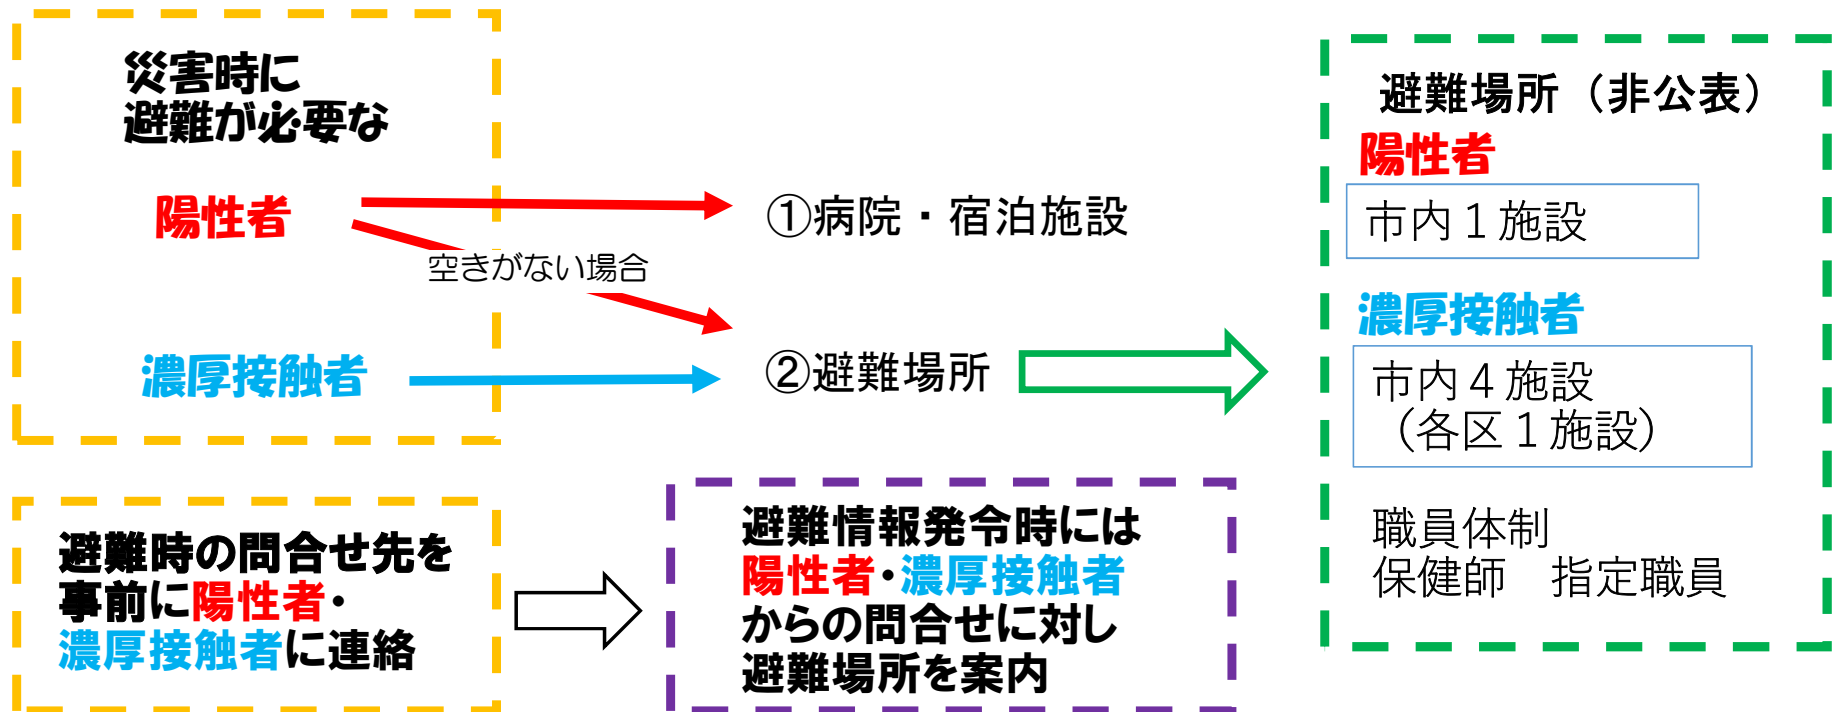 災害時に
避難が必要な
陽性者
空きがない場合
濃厚接触者
①病院・宿泊施設
②避難場所
避難場所（非公表）
陽性者
市内１施設
濃厚接触者
市内４施設
（各区１施設）
職員体制
保健師　指定職員
避難時の問合せ先を
事前に陽性者・
濃厚接触者に連絡
避難情報発令時には
陽性者・濃厚接触者
からの問合せに対し
避難場所を案内